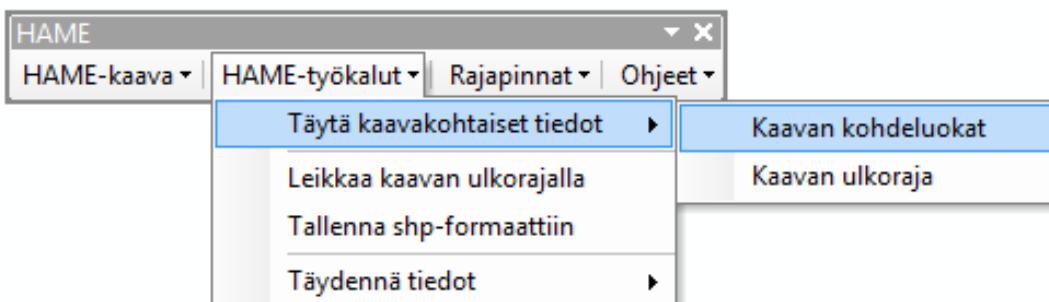 HAME
HAME-kaava HAME-työkalut Rajapinnat Ohjeet
Täytä kaavakohtaiset tiedot Kaavan kohdeluokat
Leikkaa kaavan ulkorajalla Kaavan ulkoraja
Tallenna shp-formaattiin
Täydennä tiedot